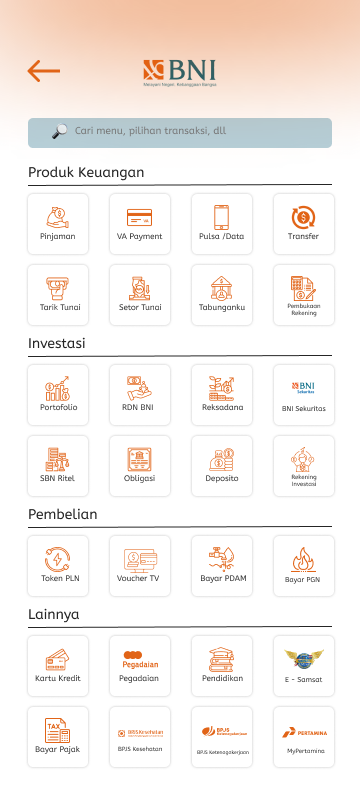 BNI
Melayani Negeri, Kebanggaan Bangsa
Cari menu, pilihan transaksi, dll
Produk Keuangan
Pinjaman
VA Payment
Pulsa /Data
Transfer
Tarik Tunai
Setor Tunai
Tabunganku
Pembukaan
Rekening
Investasi
Portofolio
RDN BNI
Reksadana
BNI
Sekuritas
BNI Sekuritas
SBN Ritel
Obligasi
Deposito
Rekening
Investasi
Pembelian
Token PLN
Voucher TV
Bayar PDAM
Bayar PGN
Lainnya
Kartu Kredit
Pegadaian
Pegadaian
Pendidikan
E - Samsat
TAX
Bayar Pajak
BPJS Kesehatan
BPJS Kesehatan
BPJS
Ketenagakerjaan
BPJS Ketenagakerjaan
PERTAMINA
MyPertamina